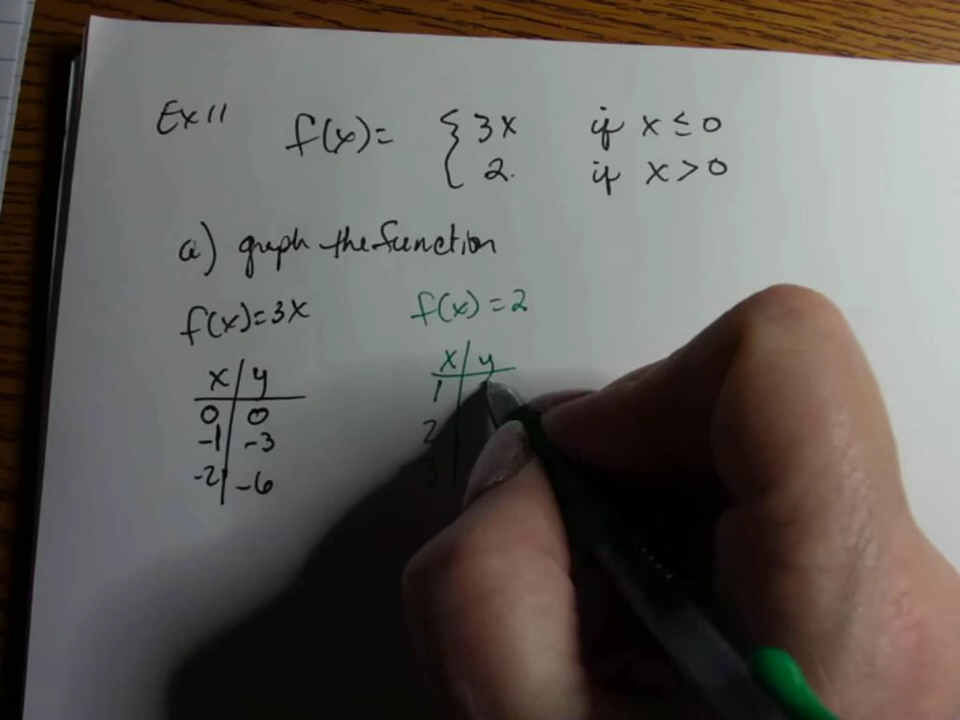 Ex 11 f(x)= { 3x if x ≤ 0
2. if x > 0
a) graph the function
f(x)=3x f(x)=2
x y x y
0 0 1
-1 -3 2
-2 -6 3